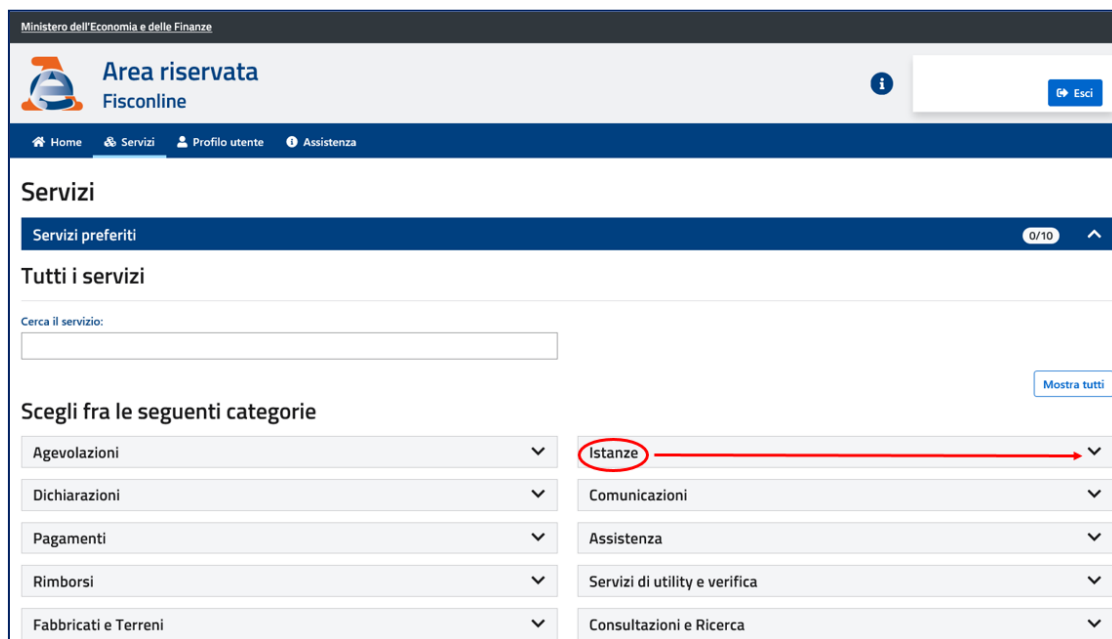 Ministero dell'Economia e delle Finanze
Area riservata
Fisconline
Esci
Home Servizi Profilo utente Assistenza
Servizi
Servizi preferiti 0/10
Tutti i servizi
Cerca il servizio:
Mostra tutti
Scegli fra le seguenti categorie
Agevolazioni Istanze
Dichiarazioni Comunicazioni
Pagamenti Assistenza
Rimborsi Servizi di utility e verifica
Fabbricati e Terreni Consultazioni e Ricerca